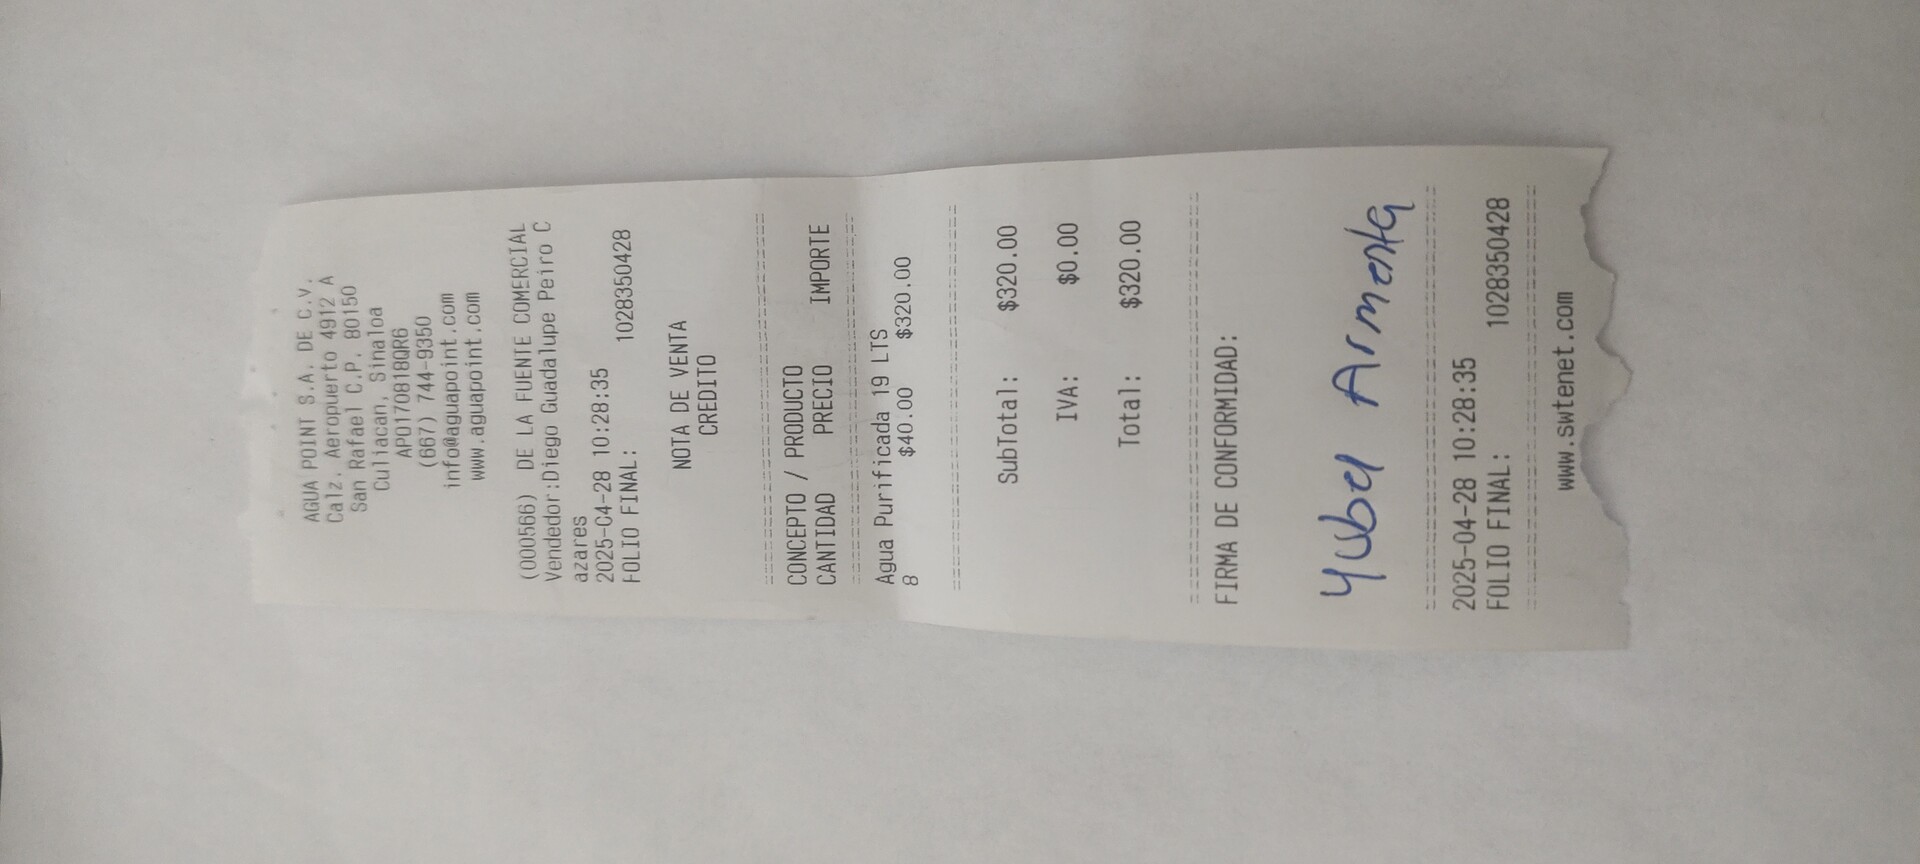 AGUA POINT S.A. DE C.V.
Calz. Aeropuerto 4912 A
San Rafael C.P. 80150
Culiacan, Sinaloa
APO170818QR6
(667) 744-9350
info@aguapoint.com
www.aguapoint.com
(000566) DE LA FUENTE COMERCIAL
Vendedor:Diego Guadalupe Peiro C
azares
2025-04-28 10:28:35
FOLIO FINAL: 1028350428
NOTA DE VENTA
CREDITO
CONCEPTO / PRODUCTO
CANTIDAD PRECIO IMPORTE
Agua Purificada 19 LTS
8 $40.00 $320.00
SubTotal: $320.00
IVA: $0.00
Total: $320.00
FIRMA DE CONFORMIDAD:
Yubel Armenta
2025-04-28 10:28:35
FOLIO FINAL: 1028350428
www.swtenet.com